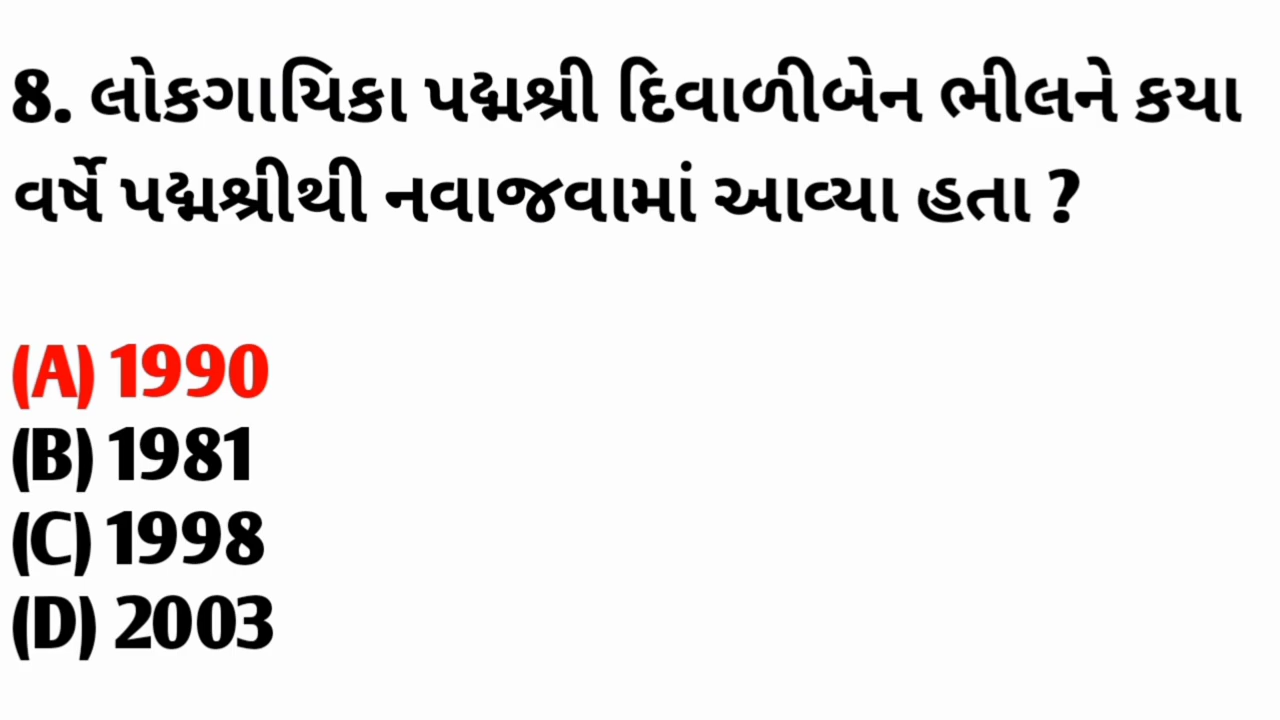 8. લોકગાયિકા પદ્મશ્રી દિવાળીબેન ભીલને કયા
વર્ષે પદ્મશ્રીથી નવાજવામાં આવ્યા હતા ?
(A) 1990
(B) 1981
(C) 1998
(D) 2003